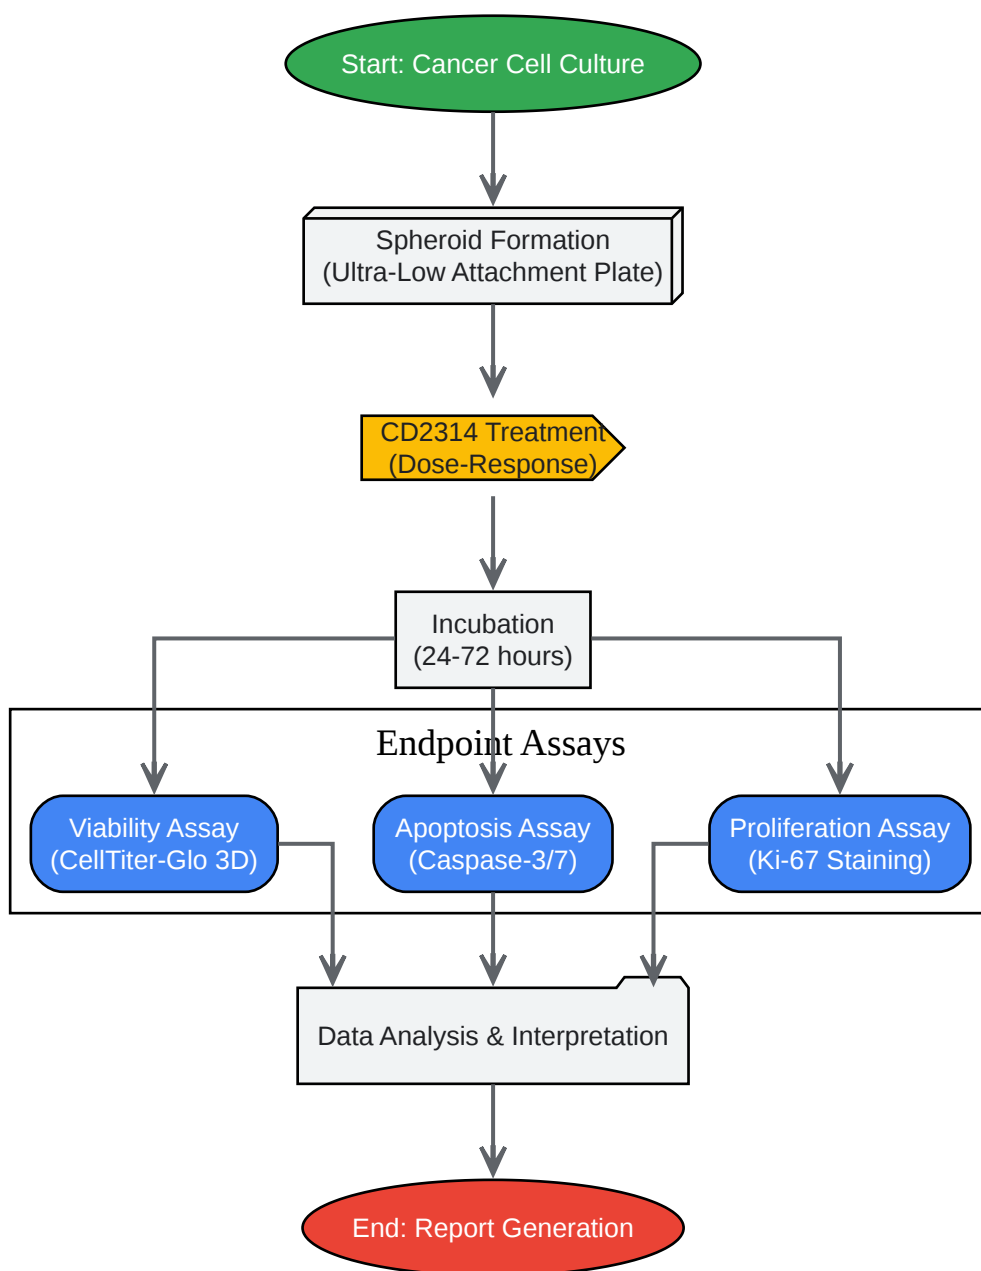 Start: Cancer Cell Culture
Spheroid Formation
(Ultra-Low Attachment Plate)
CD2314 Treatment
(Dose-Response)
Incubation
(24-72 hours)
Endpoint Assays
Viability Assay
(CellTiter-Glo 3D)
Apoptosis Assay
(Caspase-3/7)
Proliferation Assay
(Ki-67 Staining)
Data Analysis & Interpretation
End: Report Generation